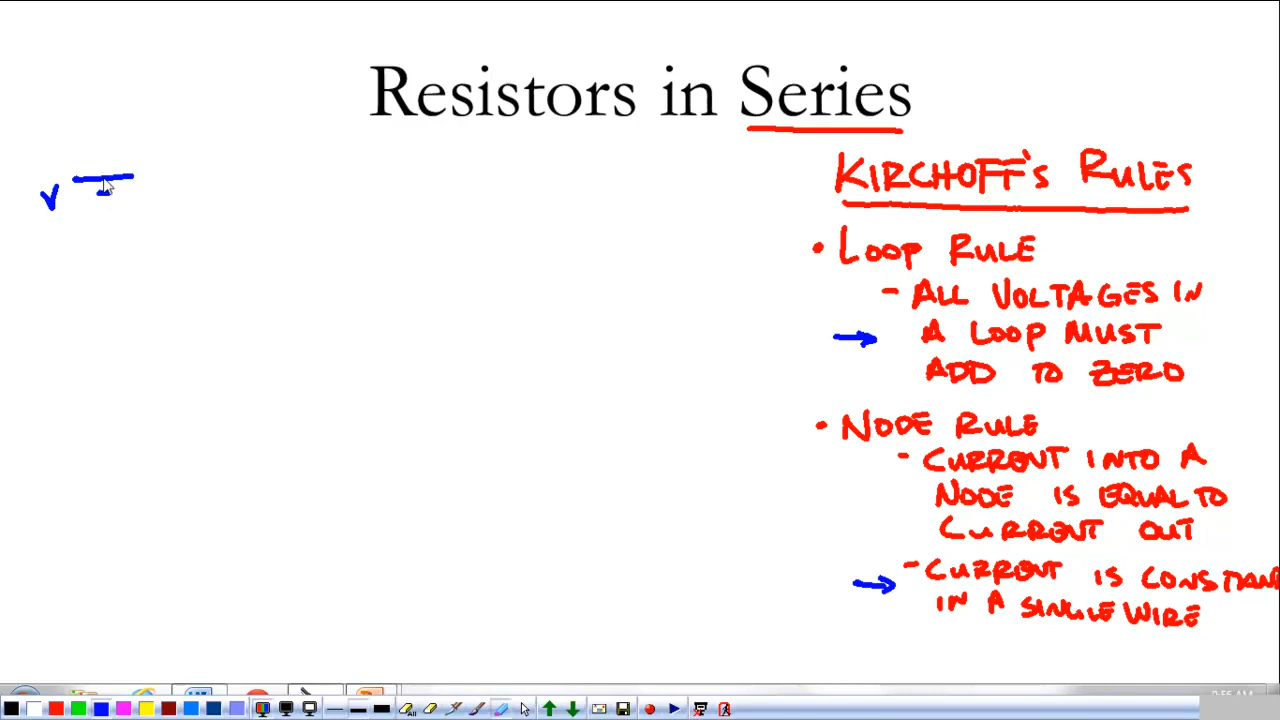 Resistors in Series
KIRCHOFF'S RULES
V
• LOOP RULE
- ALL VOLTAGES IN
A LOOP MUST
ADD TO ZERO
• NODE RULE
- CURRENT INTO A
NODE IS EQUAL TO
CURRENT OUT
- CURRENT IS CONSTAN
IN A SINGLE WIRE